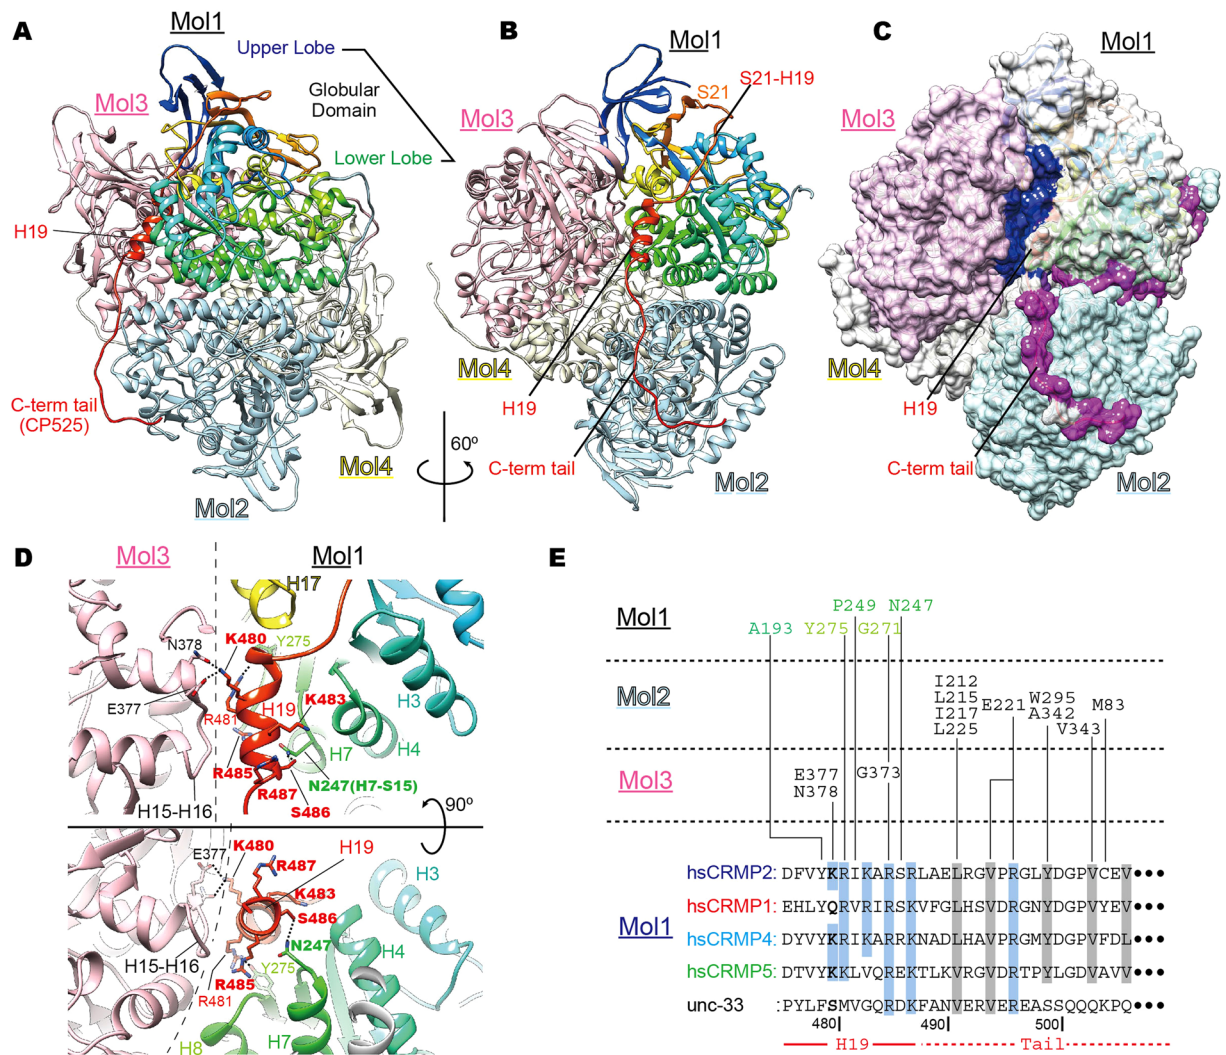 A
Mol1
Upper Lobe
Globular
Domain
Mol3
Lower Lobe
H19
C-term tail
(CP525)
Mol4
Mol2
60º
B
Mol1
S21-H19
S21
Mol3
Mol4
H19
C-term tail
Mol2
C
Mol1
Mol3
Mol4
H19
C-term tail
Mol2
D
Mol3
Mol1
H17
N378
K480
Y275
E377
R481
H19
K483
H3
H7
H4
R485
R487
N247(H7-S15)
S486
H15-H16
90º
E377
K480
R487
H19
H3
K483
S486
N247
H4
H15-H16
Y275
R485
R481
H8
H7
E
P249 N247
Mol1
A193 Y275 G271
Mol2
I212
L215
I217
L225
E221
W295
A342
V343
M83
Mol3
E377
N378
G373
Mol1
hsCRMP2: DFVYKRIKARSRLAELRGVPRGLYDGPVCEV●●●
hsCRMP1: EHLYQRVRIRSKVFGLHSVDRGNYDGPVYEV●●●
hsCRMP4: DYVYKRIKARRKNADLHAVPRGMYDGPVFDL●●●
hsCRMP5: DTVYKKLVQREKTLKVRGVDRTPYLGDVAVV●●●
unc-33 :PYLFSMVGQRDKFANVERVEREASSQQQKPQ●●●
480 490 500
H19 Tail